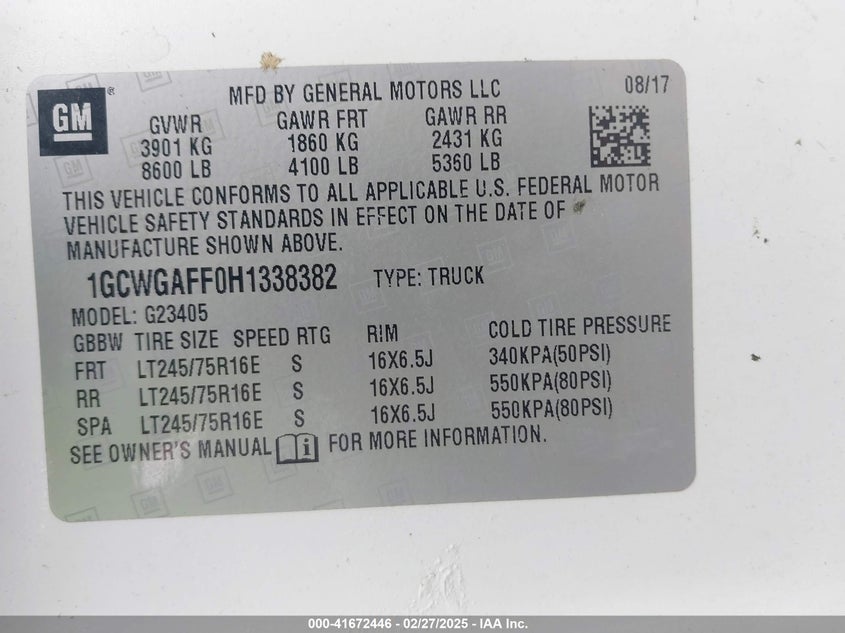 GM ®
MFD BY GENERAL MOTORS LLC 08/17
GVWR GAWR FRT GAWR RR
3901 KG 1860 KG 2431 KG
8600 LB 4100 LB 5360 LB
THIS VEHICLE CONFORMS TO ALL APPLICABLE U.S. FEDERAL MOTOR
VEHICLE SAFETY STANDARDS IN EFFECT ON THE DATE OF
MANUFACTURE SHOWN ABOVE.
1GCWGAFF0H1338382 TYPE: TRUCK
MODEL: G23405
GBBW TIRE SIZE SPEED RTG RIM COLD TIRE PRESSURE
FRT LT245/75R16E S 16X6.5J 340KPA(50PSI)
RR LT245/75R16E S 16X6.5J 550KPA(80PSI)
SPA LT245/75R16E S 16X6.5J 550KPA(80PSI)
SEE OWNER'S MANUAL i FOR MORE INFORMATION.
000-41672446 - 02/27/2025 - IAA Inc.